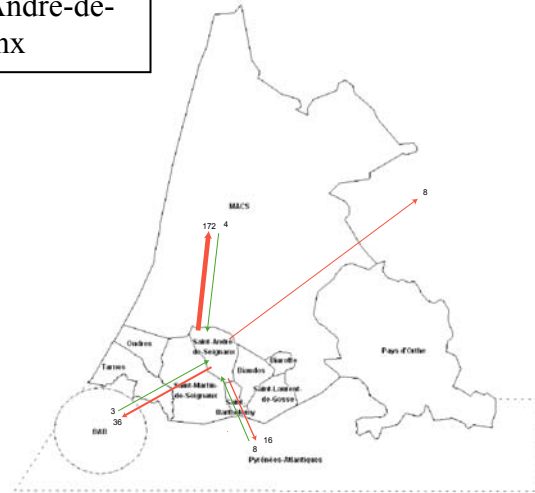 André-de-
nx
8
MACS
172 4
Ondres
Saint-André
de-Seignanx
Biarotte
Pays-d'Orthe
Tarnos
Biaudos
Saint-Martin
de-Seignanx
Saint-Laurent
de-Gosse
Saint
Barthélemy
3
36
BAB
16
8
Pyrénées-Atlantiques